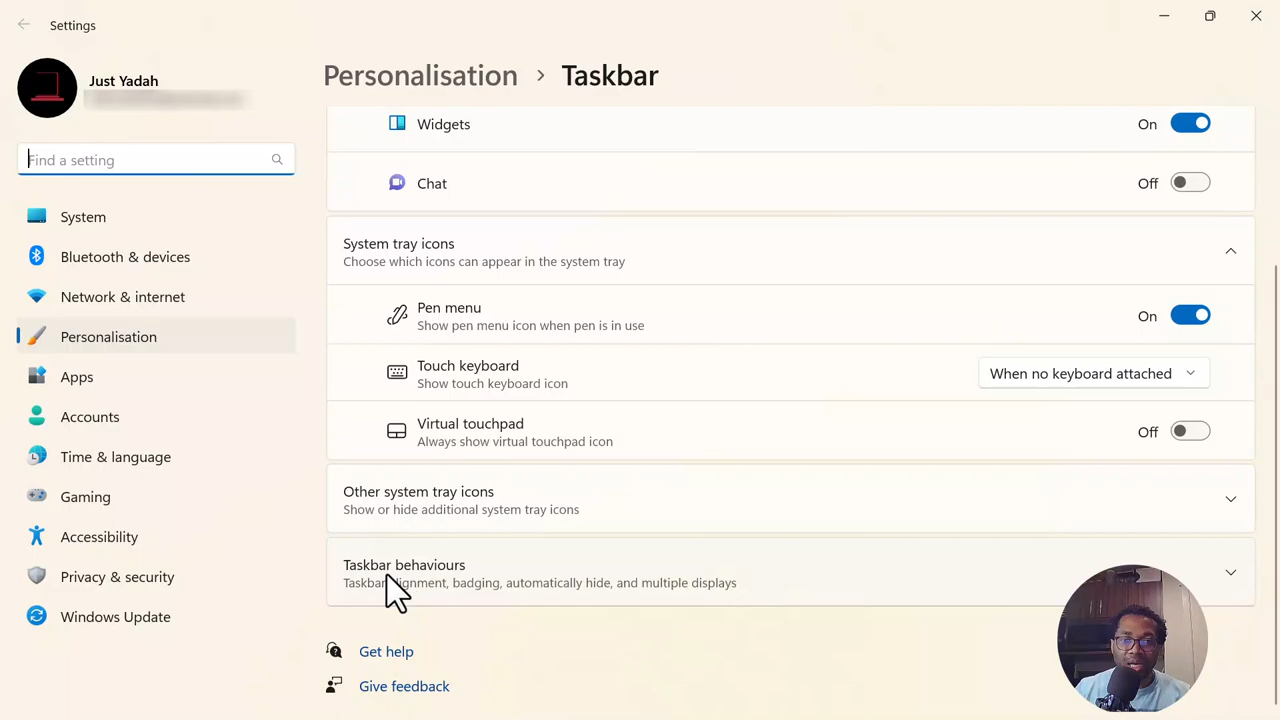 Settings
Just Yadah
Find a setting
System
Bluetooth & devices
Network & internet
Personalisation
Apps
Accounts
Time & language
Gaming
Accessibility
Privacy & security
Windows Update
Personalisation > Taskbar
Widgets On
Chat Off
System tray icons
Choose which icons can appear in the system tray
Pen menu
Show pen menu icon when pen is in use
On
Touch keyboard
Show touch keyboard icon
When no keyboard attached
Virtual touchpad
Always show virtual touchpad icon
Off
Other system tray icons
Show or hide additional system tray icons
Taskbar behaviours
Taskbar alignment, badging, automatically hide, and multiple displays
Get help
Give feedback